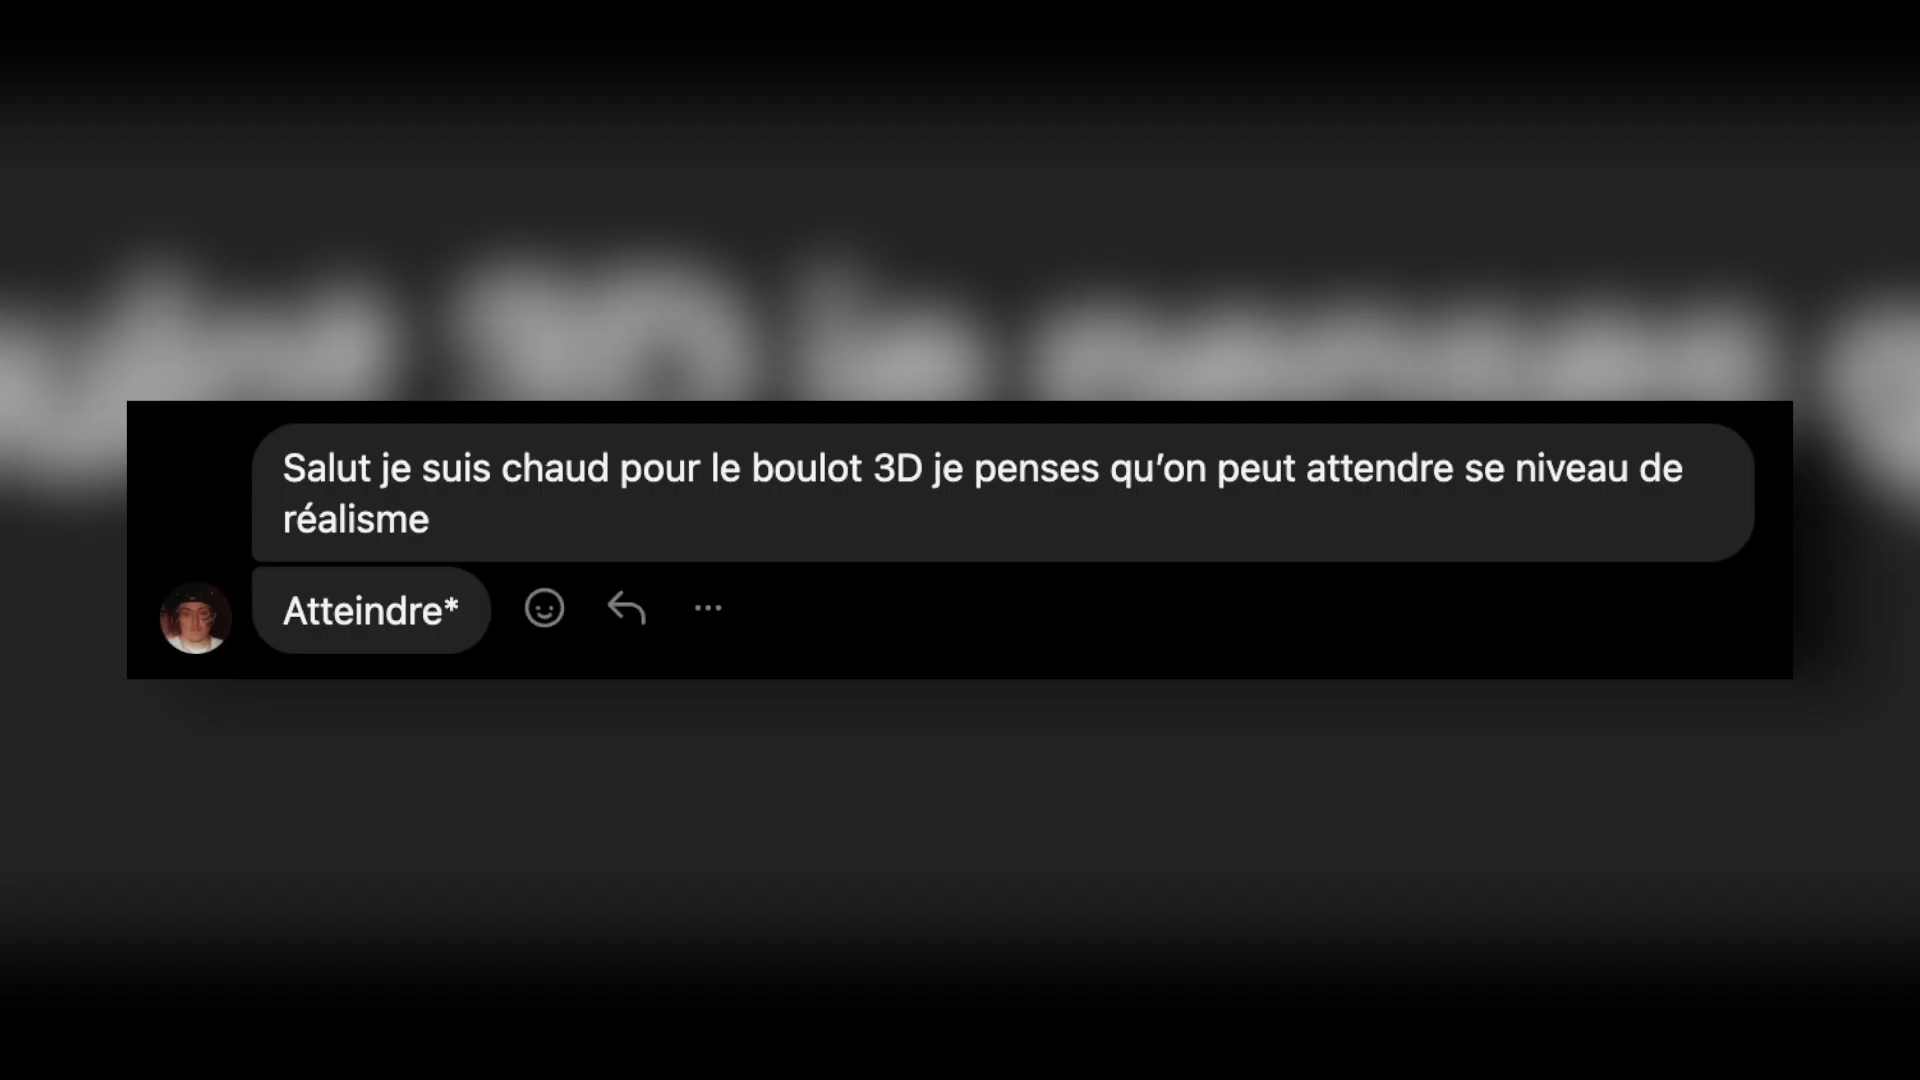 Salut je suis chaud pour le boulot 3D je penses qu’on peut attendre se niveau de
réalisme
Atteindre*